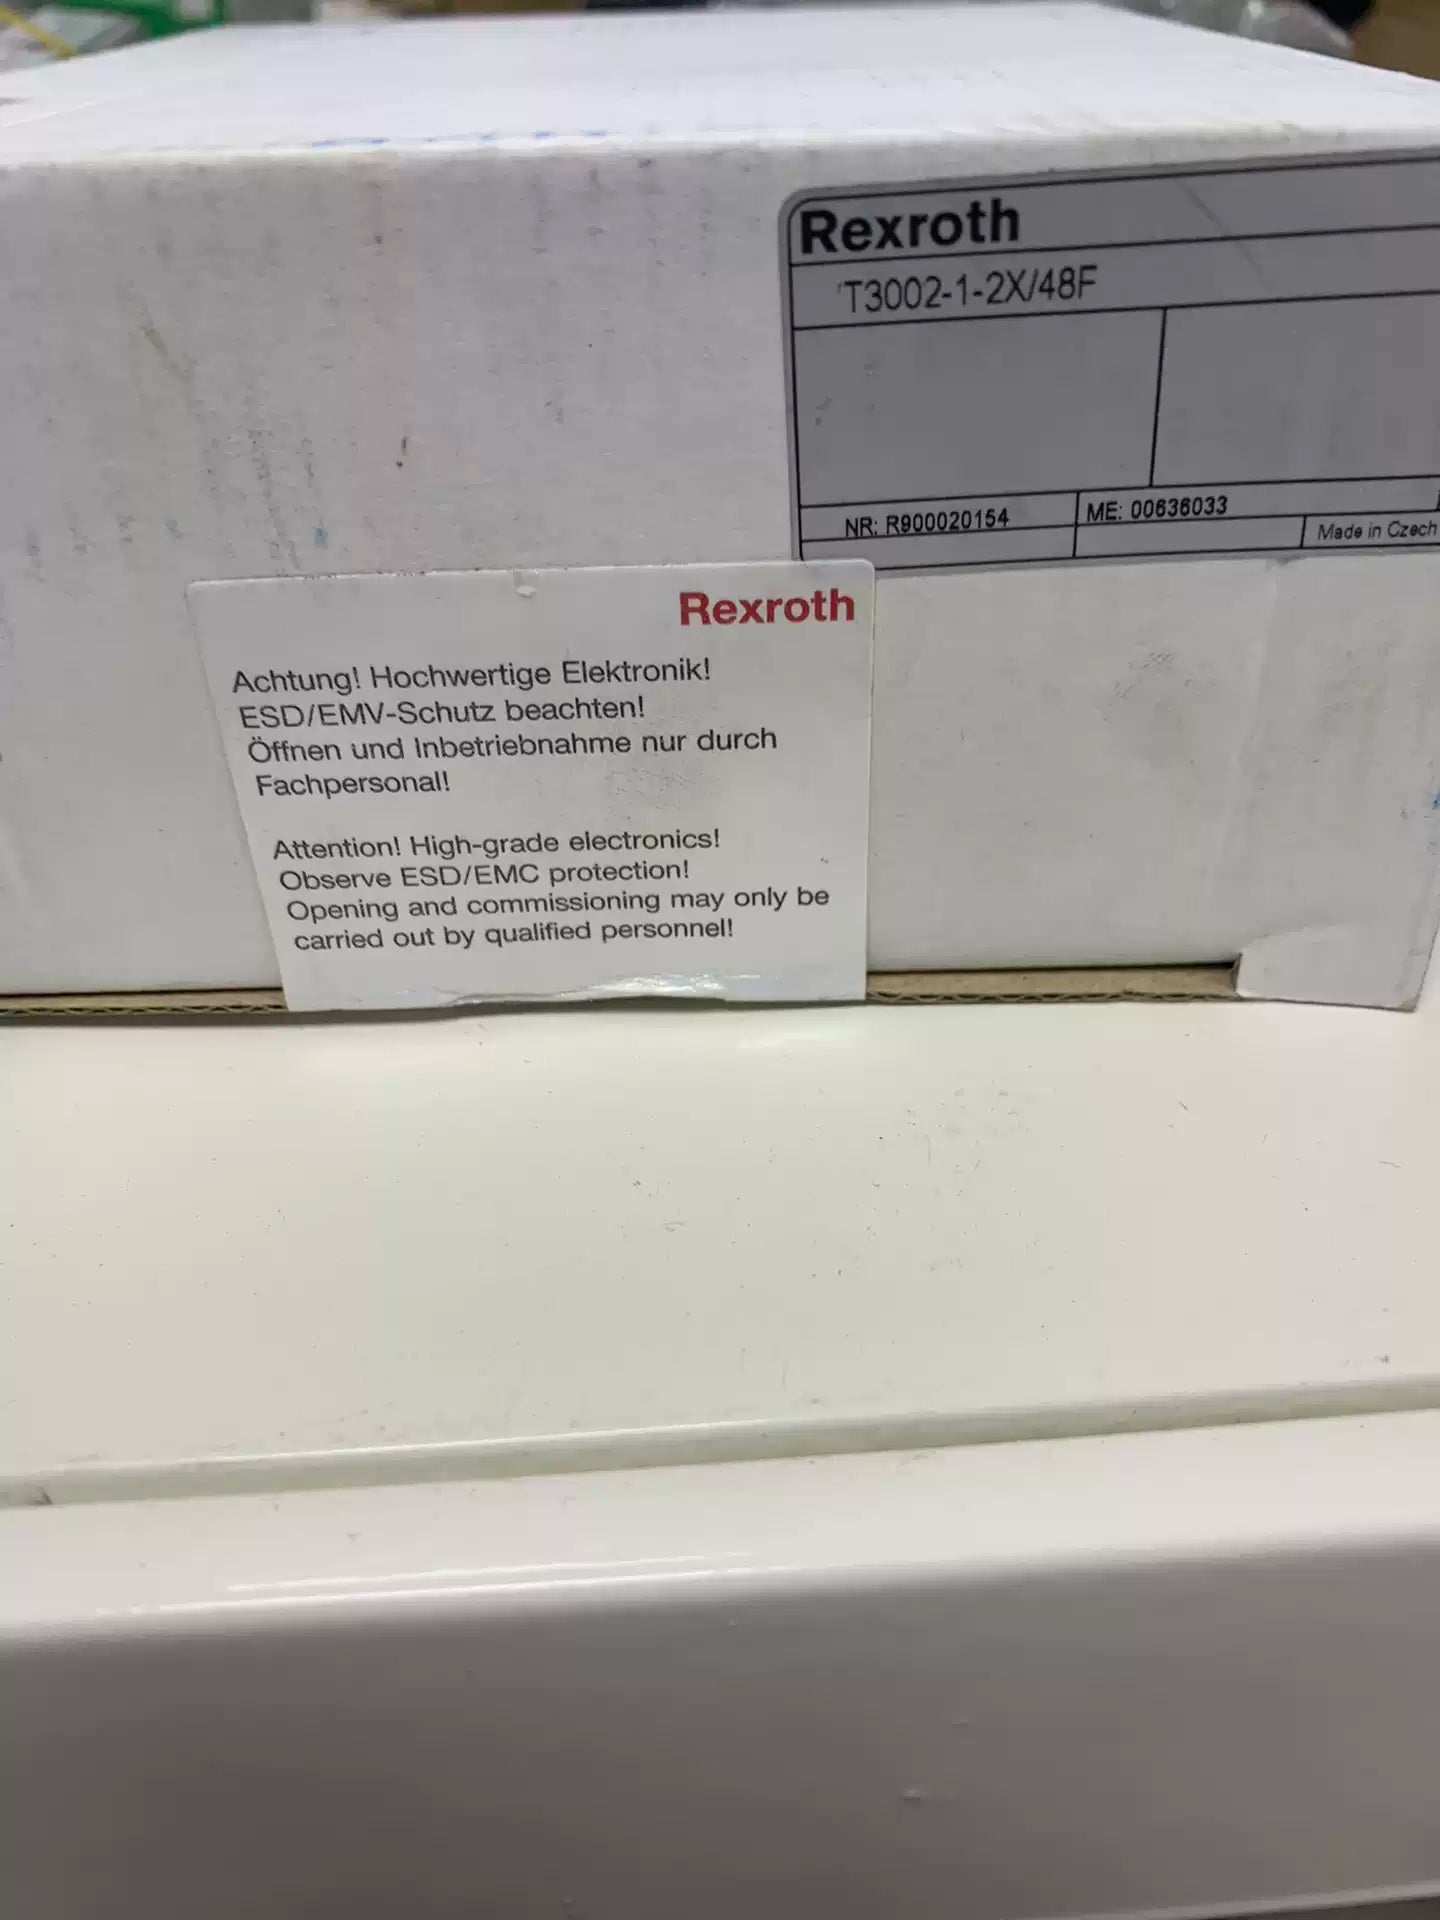 Rexroth
T3002-1-2X/48F
NR: R900020154
ME: 00636033
Made in Czech
Rexroth
Achtung! Hochwertige Elektronik!
ESD/EMV-Schutz beachten!
Öffnen und Inbetriebnahme nur durch
Fachpersonal!
Attention! High-grade electronics!
Observe ESD/EMC protection!
Opening and commissioning may only be
carried out by qualified personnel!